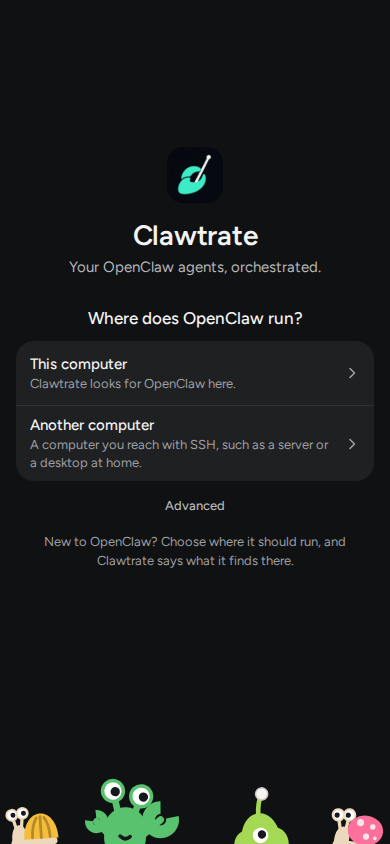 Clawtrate
Your OpenClaw agents, orchestrated.
Where does OpenClaw run?
This computer
Clawtrate looks for OpenClaw here.
Another computer
A computer you reach with SSH, such as a server or
a desktop at home.
Advanced
New to OpenClaw? Choose where it should run, and
Clawtrate says what it finds there.